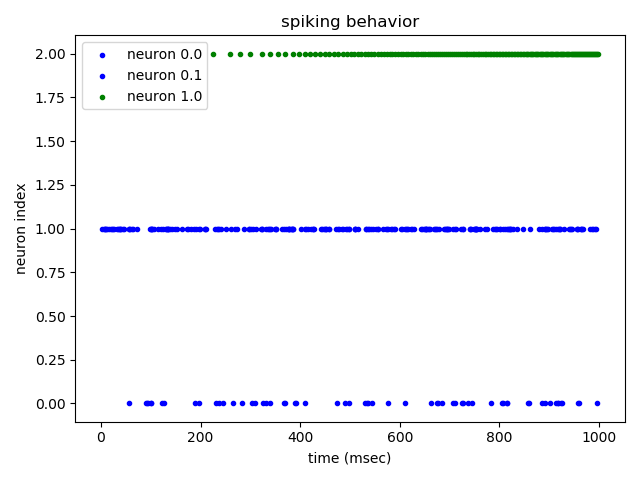 spiking behavior
neuron 0.0
neuron 0.1
neuron 1.0
2.00
1.75
1.50
1.25
1.00
0.75
0.50
0.25
0.00
neuron index
0
200
400
600
800
1000
time (msec)